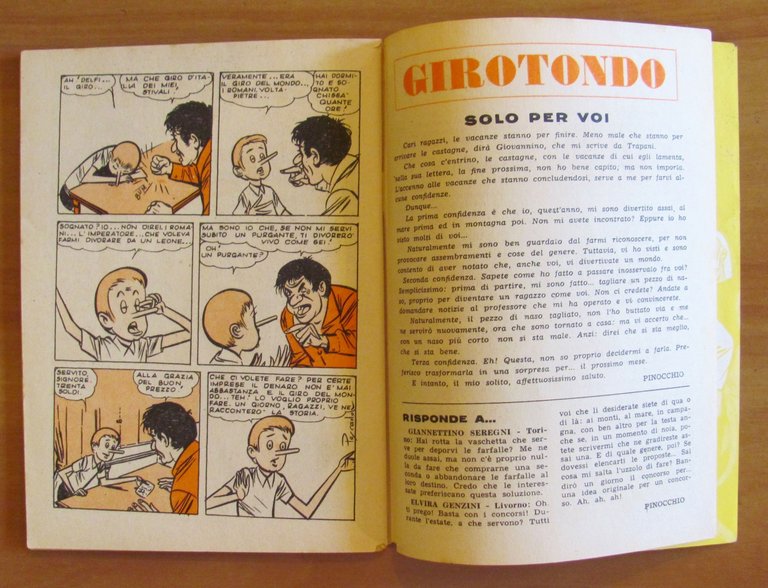 AH! DELFI...
IL GIRO...
MA CHE GIRO D'ITA-
LIA DEI MIEI
STIVALI!
VERAMENTE... ERA
IL GIRO DEL MONDO...
I ROMANI, VOLTA-
PIETRE...
HAI DORMI-
TO E SO-
GNATO
CHISSA'
QUANTE
ORE!
SOGNATO? IO... NON DIREI. I ROMA-
NI... L'IMPERATORE...CHE VOLEVA
FARMI DIVORARE DA UN LEONE...
MA SONO IO CHE, SE NON MI SERVI
SUBITO UN PURGANTE, TI DIVORERO'
VIVO COME SEI!
OH!
UN PURGANTE?
SERVITO,
SIGNORE.
TRENTA
SOLDI.
ALLA GRAZIA
DEL BUON
PREZZO!
CHE CI VOLETE FARE? PER CERTE
IMPRESE IL DENARO NON E' MAI
ABBASTANZA. E IL GIRO DEL MON-
DO... TEH! LO VOGLIO PROPRIO
FARE. UN GIORNO, RAGAZZI, VE NE
RACCONTERO' LA STORIA.
GIROTONDO
SOLO PER VOI
Cari ragazzi, le vacanze stanno per finire. Meno male che stanno per
arrivare le castagne, dirà Giovannino, che mi scrive da Trapani.
Che cosa c'entrino, le castagne, con le vacanze di cui egli lamenta,
nella sua lettera, la fine prossima, non ho bene capito; ma non importa.
L'accenno alle vacanze che stanno concludendosi, serve a me per farvi al-
cune confidenze.
Dunque...
La prima confidenza è che io, quest'anno, mi sono divertito assai, al
mare prima ed in montagna poi. Non mi avete incontrato? Eppure io ho
visto molti di voi...
Naturalmente mi sono ben guardato dal farmi riconoscere, per non
provocare assembramenti e cose del genere. Tuttavia, vi ho visti e sono
contento di aver notato che, anche voi, vi divertivate un mondo.
Seconda confidenza. Sapete come ho fatto a passare inosservato fra voi?
Semplicissimo: prima di partire, mi sono fatto... tagliare un pezzo di na-
so, proprio per diventare un ragazzo come voi. Non ci credete? Andate a
domandare notizie al professore che mi ha operato e vi convincerete.
Naturalmente, il pezzo di naso tagliato, non l'ho buttato via e me
ne servirò nuovamente, ora che sono tornato a casa: ma vi accerto che...
con un naso più corto non si sta male. Anzi: direi che si sta meglio,
che si sta bene.
Terza confidenza. Eh! Questa, non so proprio decidermi a farla. Pre-
ferisco trasformarla in una sorpresa per... il prossimo mese.
E intanto, il mio solito, affettuosissimo saluto.
PINOCCHIO
RISPONDE A...
GIANNETTINO SEREGNI - Tori-
no: Hai rotta la vaschetta che ser-
ve per deporvi le farfalle? Me ne
duole assai, ma non c'è proprio nul-
la da fare che comprarne una se-
conda o abbandonare le farfalle al
loro destino. Credo che le interes-
sate preferiscano questa soluzione.
ELVIRA GENZINI - Livorno: Oh
ti prego! Basta con i concorsi! Du-
rante l'estate, a che servono? Tutti
voi che li desiderate siete di qua o
di là: ai monti, al mare, in campa-
gna, con ben altro per la testa an-
che se, in un momento di noia, po-
tete scrivermi che ne gradireste as-
sai una. E di quale genere, poi? Se
dovessi elencarti le proposte... Sai
cosa mi salta l'uzzolo di fare? Ban-
dirò un giorno il concorso per...
una idea originale per un concor-
so. Ah, ah, ah!
PINOCCHIO